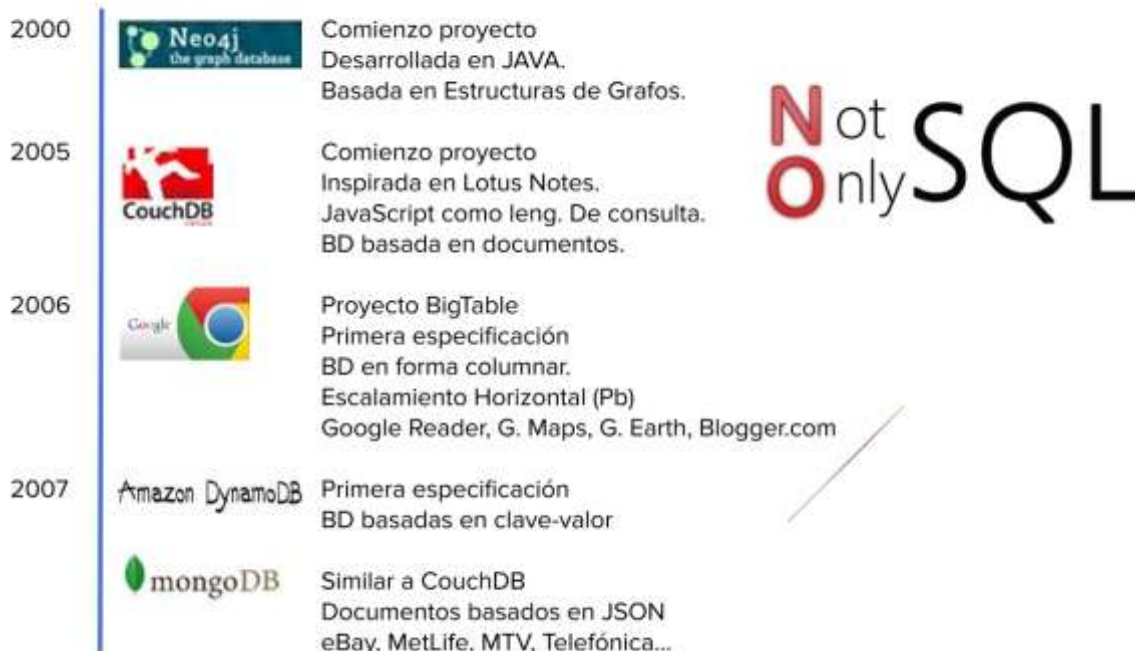 2000
Neo4j
the graph database
Comienzo proyecto
Desarrollada en JAVA.
Basada en Estructuras de Grafos.
Not
Only SQL
2005
CouchDB
relax
Comienzo proyecto
Inspirada en Lotus Notes.
JavaScript como leng. De consulta.
BD basada en documentos.
2006
Google
Proyecto BigTable
Primera especificación
BD en forma columnar.
Escalamiento Horizontal (Pb)
Google Reader, G. Maps, G. Earth, Blogger.com
2007
Amazon DynamoDB
Primera especificación
BD basadas en clave-valor
mongoDB
Similar a CouchDB
Documentos basados en JSON
eBay, MetLife, MTV, Telefónica...